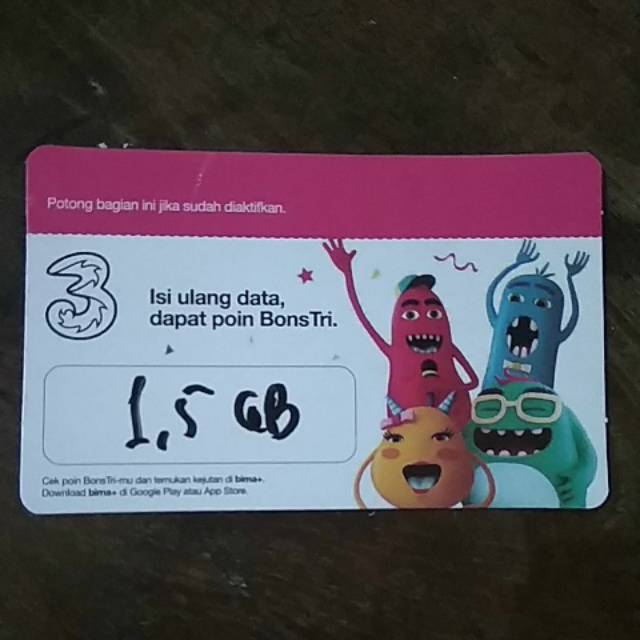 Potong bagian ini jika sudah diaktifkan.
3
Isi ulang data,
dapat poin BonsTri.
1,5 GB
Cek poin BonsTri-mu dan temukan kejutan di bima+.
Download bima+ di Google Play atau App Store.